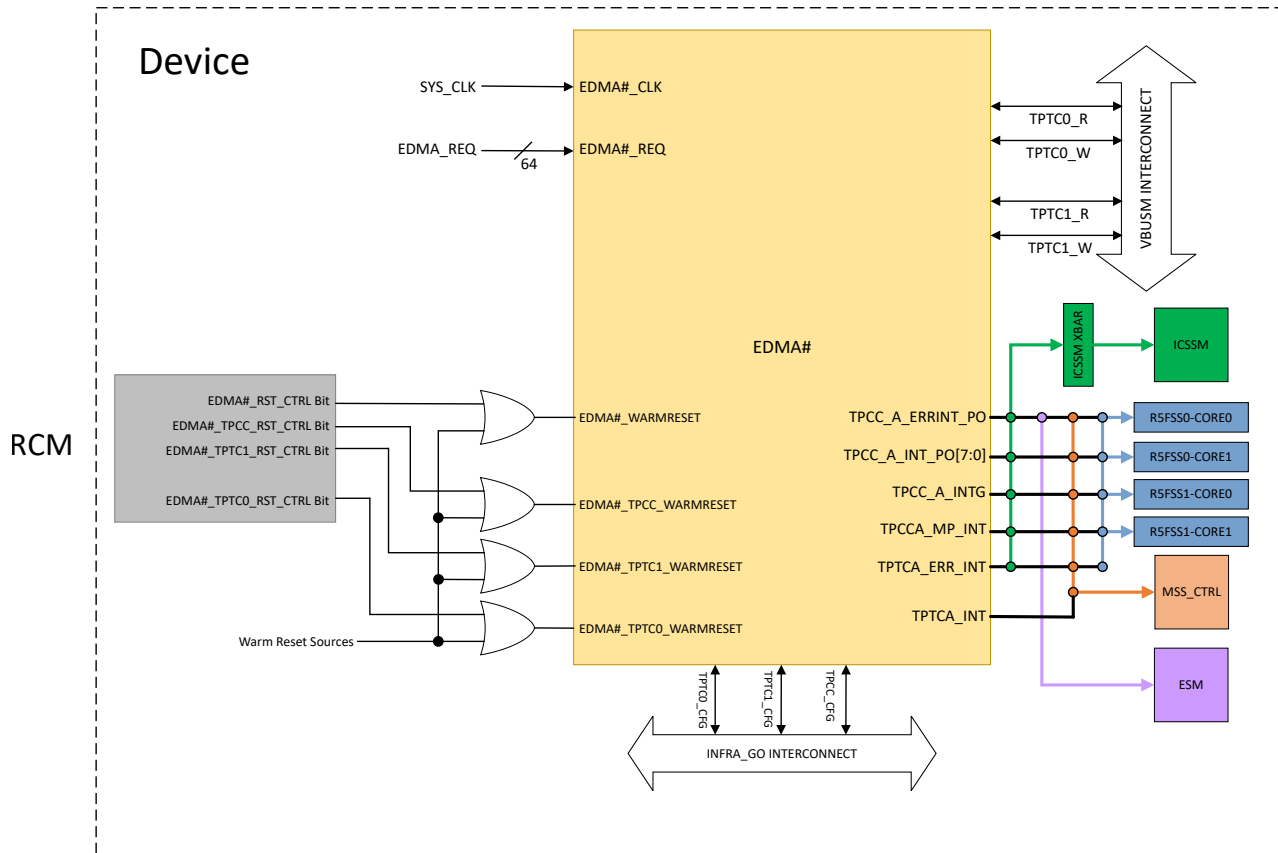 Device
SYS_CLK
EDMA#_CLK
EDMA_REQ
64
EDMA#_REQ
TPTC0_R
TPTC0_W
TPTC1_R
TPTC1_W
VBUSM INTERCONNECT
EDMA#
ICSSM XBAR
ICSSM
RCM
EDMA#_RST_CTRL Bit
EDMA#_TPCC_RST_CTRL Bit
EDMA#_TPTC1_RST_CTRL Bit
EDMA#_TPTC0_RST_CTRL Bit
Warm Reset Sources
EDMA#_WARMRESET
EDMA#_TPCC_WARMRESET
EDMA#_TPTC1_WARMRESET
EDMA#_TPTC0_WARMRESET
TPCC_A_ERRINT_PO
TPCC_A_INT_PO[7:0]
TPCC_A_INTG
TPCCA_MP_INT
TPTCA_ERR_INT
TPTCA_INT
R5FSS0-CORE0
R5FSS0-CORE1
R5FSS1-CORE0
R5FSS1-CORE1
MSS_CTRL
ESM
TPTC0_CFG
TPTC1_CFG
TPCC_CFG
INFRA_GO INTERCONNECT